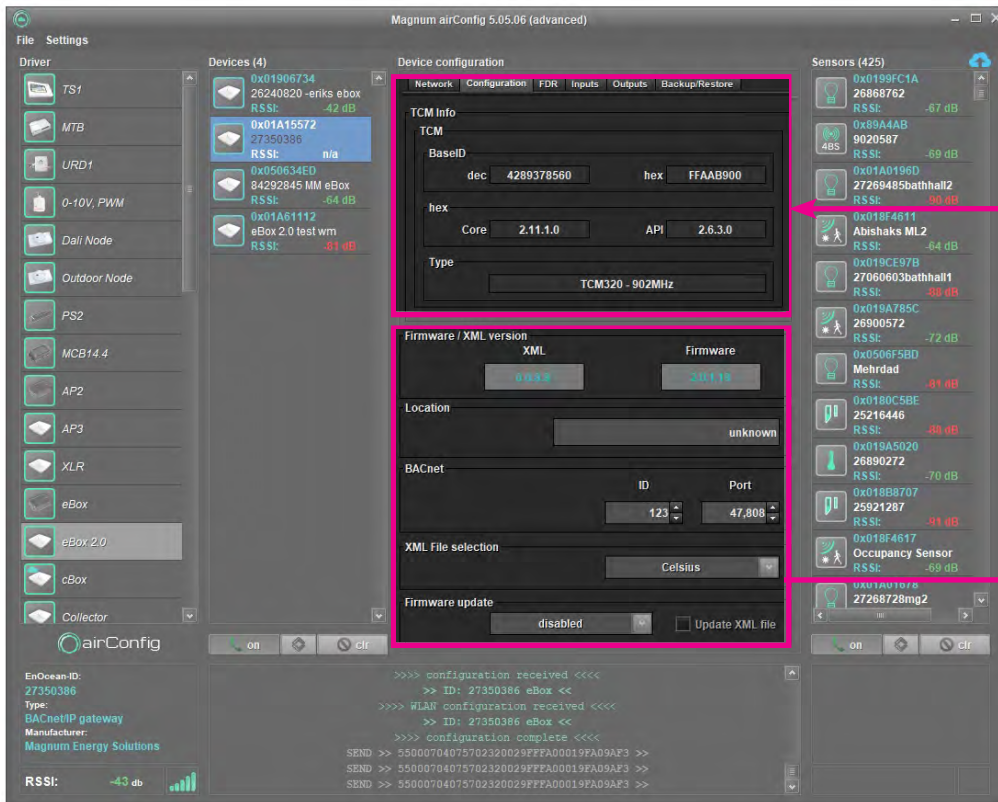 Magnum airConfig 5.05.06 (advanced)
File Settings
Driver
TS1
MTB
URD1
0-10V, PWM
Dali Node
Outdoor Node
PS2
MCB14.4
AP2
AP3
XLR
eBox
eBox 2.0
cBox
Collector
airConfig
EnOcean-ID:
27350386
Type:
BACnet/IP gateway
Manufacturer:
Magnum Energy Solutions
RSSI: -43 db
Devices (4)
0x01906734
26240820 -eriks ebox
RSSI: -42 dB
0x01A15572
27350386
RSSI: n/a
0x050634ED
84292845 MM eBox
RSSI: -64 dB
0x01A61112
eBox 2.0 test wm
RSSI: -81 dB
on clr
Device configuration
Network Configuration FDR Inputs Outputs Backup/Restore
TCM Info
TCM
BaseID
dec 4289378560 hex FFAAB900
hex
Core 2.11.1.0 API 2.6.3.0
Type
TCM320 - 902MHz
Firmware / XML version
XML Firmware
0.0.9.9 2.0.1.18
Location
unknown
BACnet
ID Port
123 47,808
XML File selection
Celsius
Firmware update
disabled Update XML file
>>>> configuration received <<<<
>> ID: 27350386 eBox <<
>>>> WLAN configuration received <<<<
>> ID: 27350386 eBox <<
>>>> configuration complete <<<<
SEND >> 55000704075702320029FFFA00019FA09AF3 >>
SEND >> 55000704075702320029FFFA00019FA09AF3 >>
SEND >> 55000704075702320029FFFA00019FA09AF3 >>
Sensors (425)
0x0199FC1A
26868762
RSSI: -67 dB
4BS
0x89A4AB
9020587
RSSI: -69 dB
0x01A0196D
27269485bathhall2
RSSI: -90 dB
0x018F4611
Abishaks ML2
RSSI: -64 dB
0x019CE97B
27060603bathhall1
RSSI: -88 dB
0x019A785C
26900572
RSSI: -72 dB
0x0506F5BD
Mehrdad
RSSI: -81 dB
0x0180C5BE
25216446
RSSI: -88 dB
0x019A5020
26890272
RSSI: -70 dB
0x018B8707
25921287
RSSI: -91 dB
0x018F4617
Occupancy Sensor
RSSI: -69 dB
0x01A01678
27268728mg2
on clr